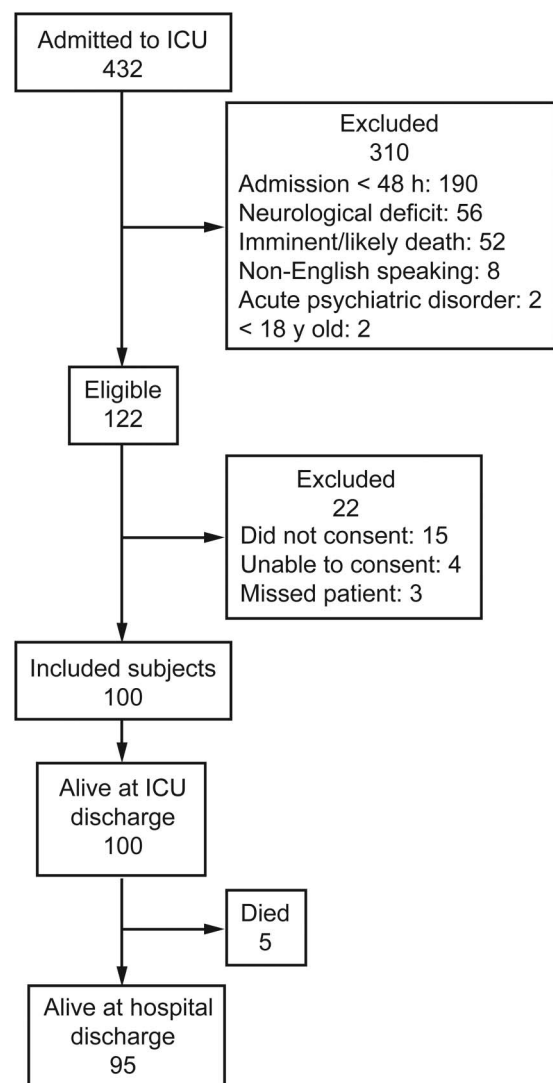 Admitted to ICU
432
Excluded
310
Admission < 48 h: 190
Neurological deficit: 56
Imminent/likely death: 52
Non-English speaking: 8
Acute psychiatric disorder: 2
< 18 y old: 2
Eligible
122
Excluded
22
Did not consent: 15
Unable to consent: 4
Missed patient: 3
Included subjects
100
Alive at ICU
discharge
100
Died
5
Alive at hospital
discharge
95